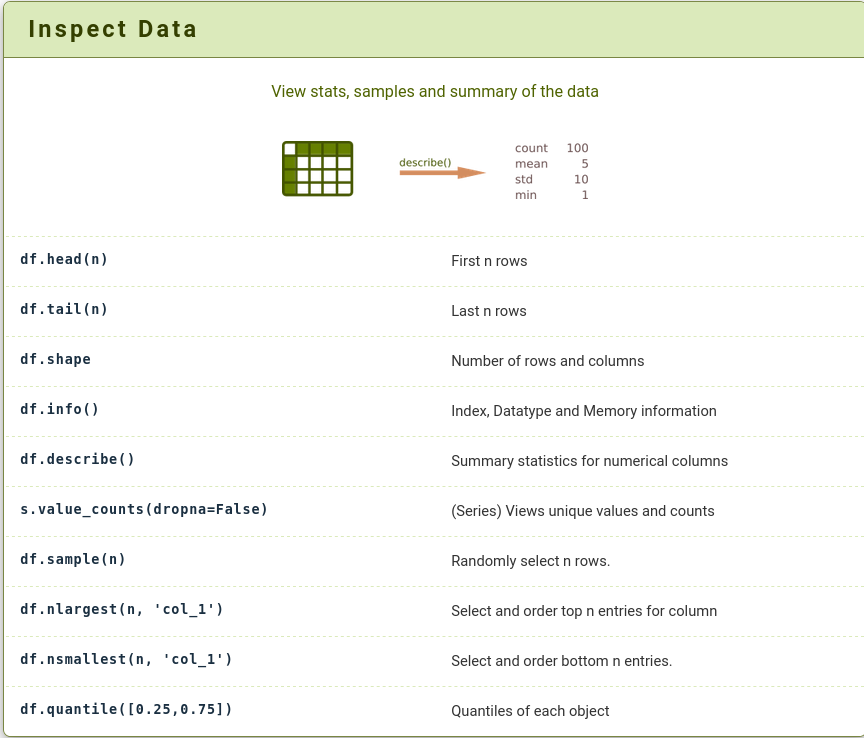 Inspect Data
View stats, samples and summary of the data
describe()
count 100
mean 5
std 10
min 1
df.head(n) First n rows
df.tail(n) Last n rows
df.shape Number of rows and columns
df.info() Index, Datatype and Memory information
df.describe() Summary statistics for numerical columns
s.value_counts(dropna=False) (Series) Views unique values and counts
df.sample(n) Randomly select n rows.
df.nlargest(n, 'col_1') Select and order top n entries for column
df.nsmallest(n, 'col_1') Select and order bottom n entries.
df.quantile([0.25,0.75]) Quantiles of each object